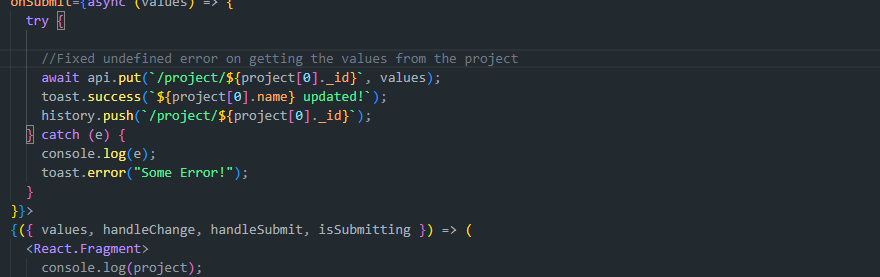 onSubmit={async (values) => {
try {
//Fixed undefined error on getting the values from the project
await api.put(`/project/${project[0]._id}`, values);
toast.success(`${project[0].name} updated!`);
history.push(`/project/${project[0]._id}`);
} catch (e) {
console.log(e);
toast.error("Some Error!");
}
}}>
{({ values, handleChange, handleSubmit, isSubmitting }) => (
<React.Fragment>
console.log(project);